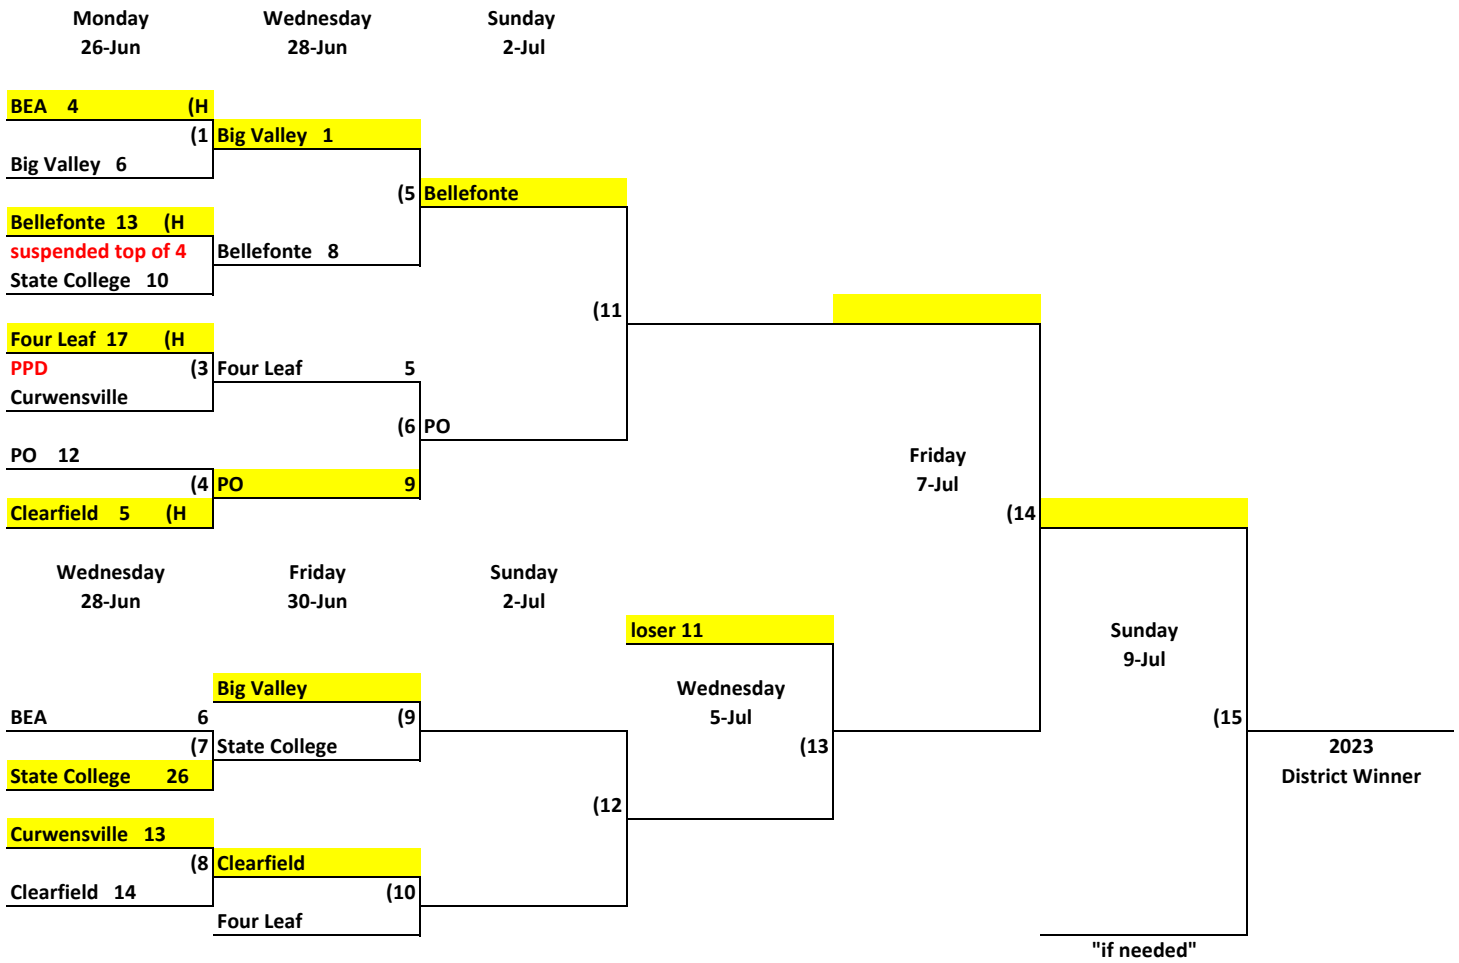 Monday Wednesday Sunday
26-Jun 28-Jun 2-Jul
BEA 4 (H
(1 Big Valley 1
Big Valley 6
(5 Bellefonte
Bellefonte 13 (H
suspended top of 4 Bellefonte 8
State College 10
(11
Four Leaf 17 (H
PPD (3 Four Leaf 5
Curwensville
(6 PO
PO 12 Friday
(4 PO 9 7-Jul
Clearfield 5 (H (14
Wednesday Friday Sunday
28-Jun 30-Jun 2-Jul
loser 11 Sunday
9-Jul
Big Valley Wednesday
BEA 6 (9 5-Jul (15
(7 State College (13 2023
State College 26 District Winner
(12
Curwensville 13
(8 Clearfield
Clearfield 14 (10
Four Leaf
"if needed"